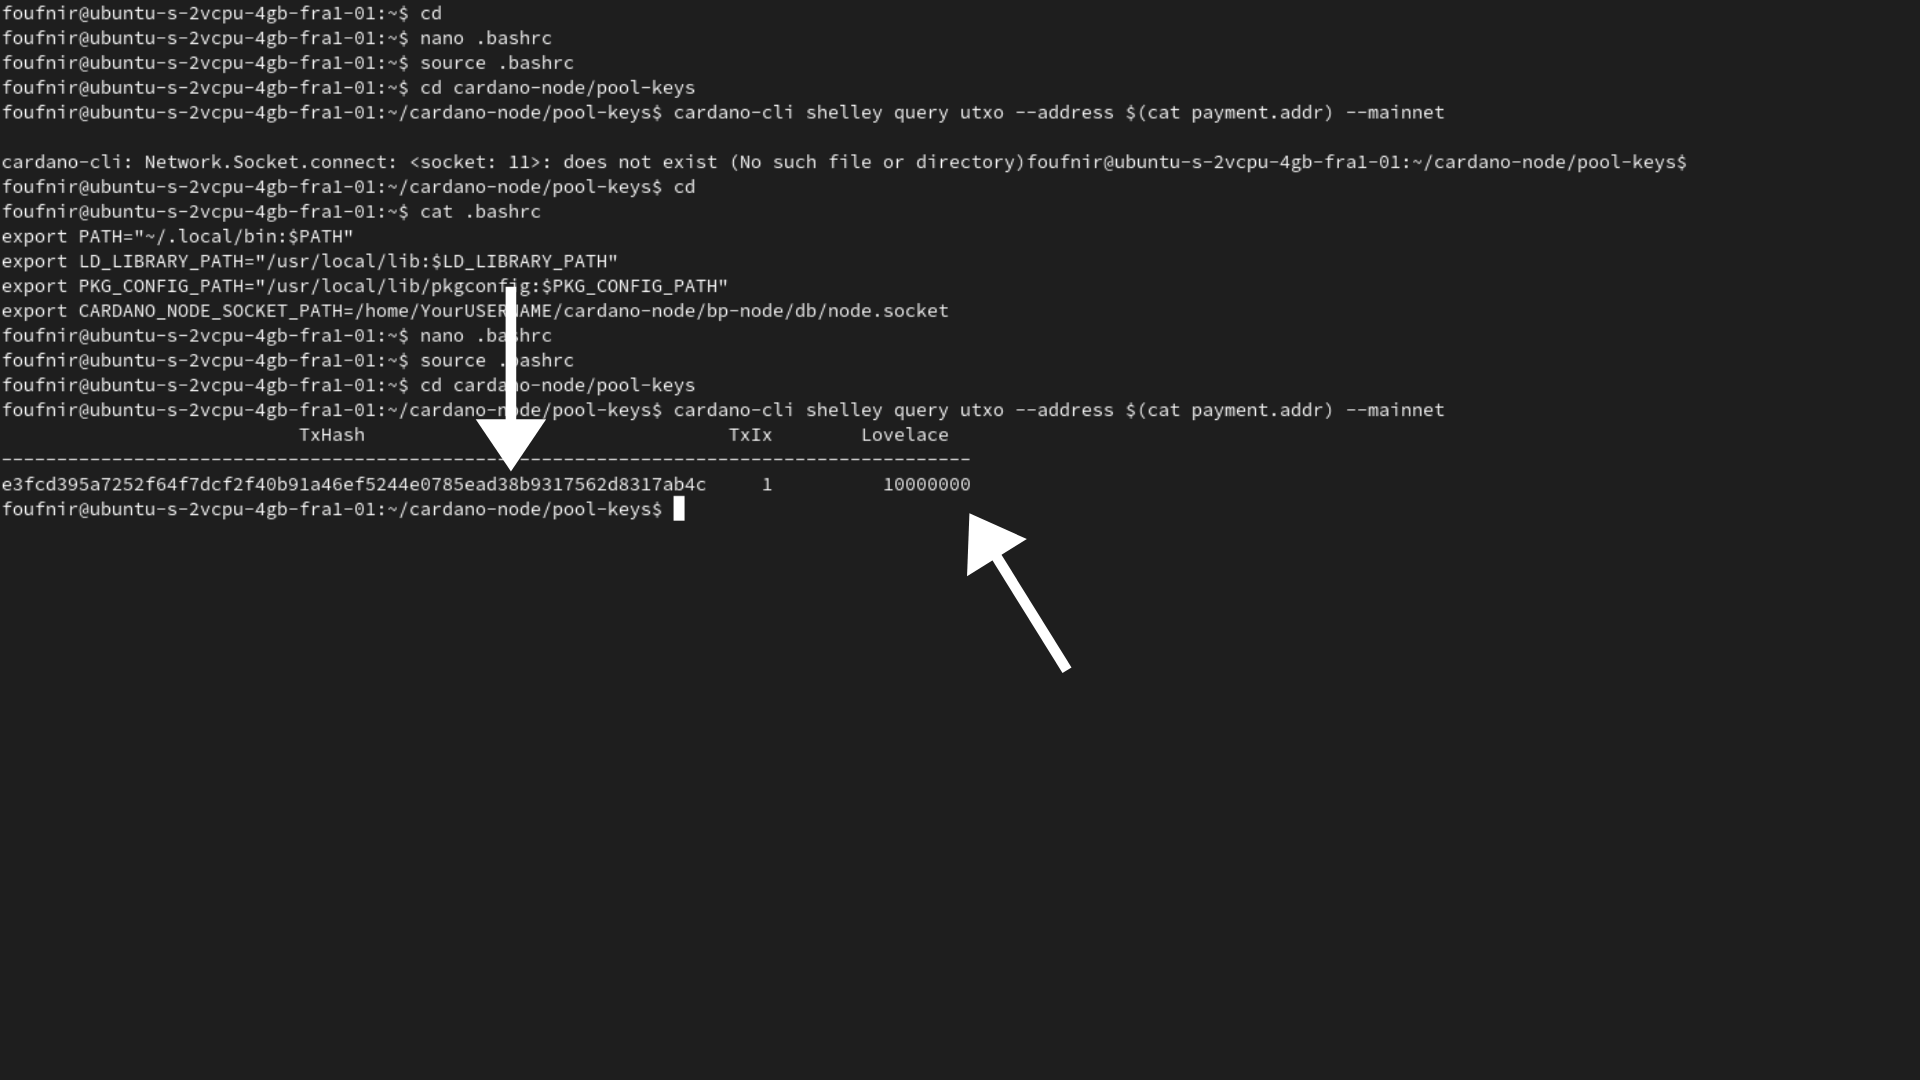 foufnir@ubuntu-s-2vcpu-4gb-fra1-01:~$ cd
foufnir@ubuntu-s-2vcpu-4gb-fra1-01:~$ nano .bashrc
foufnir@ubuntu-s-2vcpu-4gb-fra1-01:~$ source .bashrc
foufnir@ubuntu-s-2vcpu-4gb-fra1-01:~$ cd cardano-node/pool-keys
foufnir@ubuntu-s-2vcpu-4gb-fra1-01:~/cardano-node/pool-keys$ cardano-cli shelley query utxo --address $(cat payment.addr) --mainnet
cardano-cli: Network.Socket.connect: <socket: 11>: does not exist (No such file or directory)foufnir@ubuntu-s-2vcpu-4gb-fra1-01:~/cardano-node/pool-keys$
foufnir@ubuntu-s-2vcpu-4gb-fra1-01:~/cardano-node/pool-keys$ cd
foufnir@ubuntu-s-2vcpu-4gb-fra1-01:~$ cat .bashrc
export PATH="~/.local/bin:$PATH"
export LD_LIBRARY_PATH="/usr/local/lib:$LD_LIBRARY_PATH"
export PKG_CONFIG_PATH="/usr/local/lib/pkgconfig:$PKG_CONFIG_PATH"
export CARDANO_NODE_SOCKET_PATH=/home/YourUSERNAME/cardano-node/bp-node/db/node.socket
foufnir@ubuntu-s-2vcpu-4gb-fra1-01:~$ nano .bashrc
foufnir@ubuntu-s-2vcpu-4gb-fra1-01:~$ source .bashrc
foufnir@ubuntu-s-2vcpu-4gb-fra1-01:~$ cd cardano-node/pool-keys
foufnir@ubuntu-s-2vcpu-4gb-fra1-01:~/cardano-node/pool-keys$ cardano-cli shelley query utxo --address $(cat payment.addr) --mainnet
TxHash TxIx Lovelace
----------------------------------------------------------------------------------------
e3fcd395a7252f64f7dcf2f40b91a46ef5244e0785ead38b9317562d8317ab4c 1 10000000
foufnir@ubuntu-s-2vcpu-4gb-fra1-01:~/cardano-node/pool-keys$